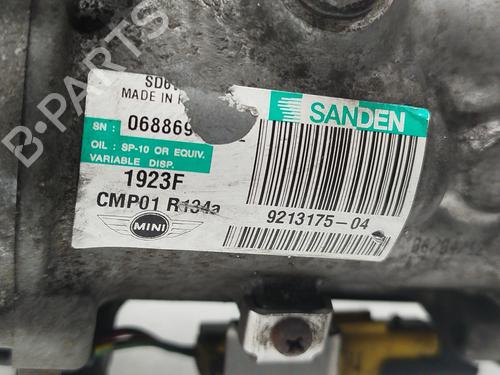 B-PARTS
SANDEN
MADE IN
SN : 068869
OIL : SP-10 OR EQUIV.
VARIABLE DISP.
1923F
CMP01 R134a
9213175-04
MINI